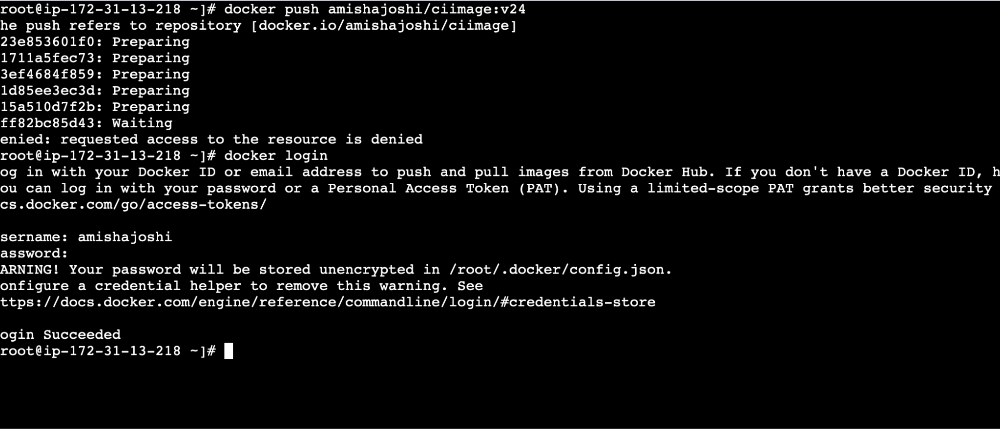 root@ip-172-31-13-218 ~]# docker push amishajoshi/ciimage:v24
he push refers to repository [docker.io/amishajoshi/ciimage]
23e853601f0: Preparing
1711a5fec73: Preparing
3ef4684f859: Preparing
1d85ee3ec3d: Preparing
15a510d7f2b: Preparing
ff82bc85d43: Waiting
enied: requested access to the resource is denied
root@ip-172-31-13-218 ~]# docker login
og in with your Docker ID or email address to push and pull images from Docker Hub. If you don't have a Docker ID, h
ou can log in with your password or a Personal Access Token (PAT). Using a limited-scope PAT grants better security
cs.docker.com/go/access-tokens/
sername: amishajoshi
assword:
ARNING! Your password will be stored unencrypted in /root/.docker/config.json.
onfigure a credential helper to remove this warning. See
ttps://docs.docker.com/engine/reference/commandline/login/#credentials-store
ogin Succeeded
root@ip-172-31-13-218 ~]#